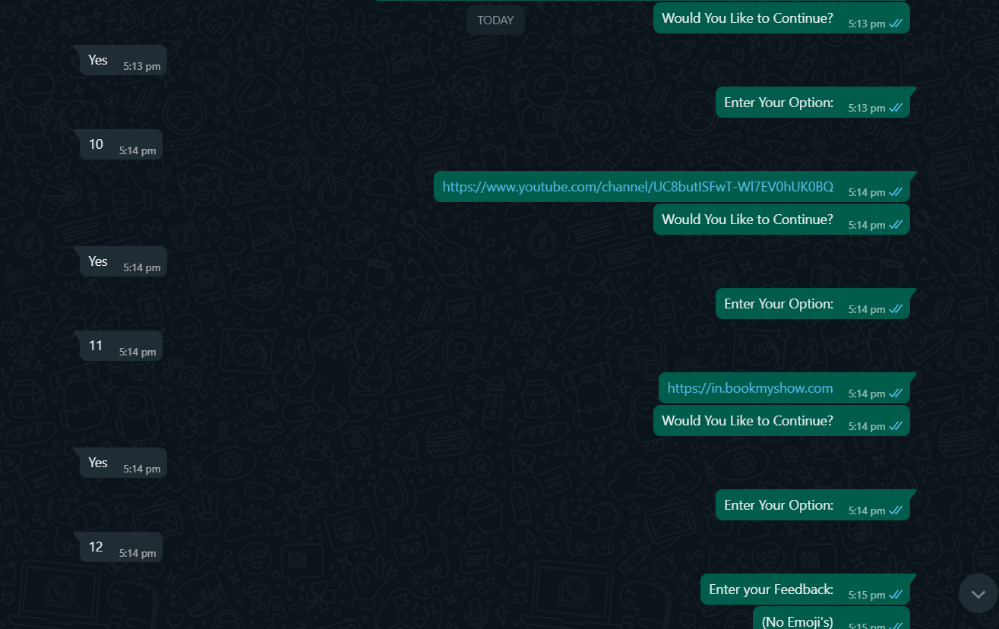 TODAY
Would You Like to Continue? 5:13 pm
Yes 5:13 pm
Enter Your Option: 5:13 pm
10 5:14 pm
https://www.youtube.com/channel/UC8butISFwT-Wl7EV0hUK0BQ 5:14 pm
Would You Like to Continue? 5:14 pm
Yes 5:14 pm
Enter Your Option: 5:14 pm
11 5:14 pm
https://in.bookmyshow.com 5:14 pm
Would You Like to Continue? 5:14 pm
Yes 5:14 pm
Enter Your Option: 5:14 pm
12 5:14 pm
Enter your Feedback: 5:15 pm
(No Emoji's) 5:15 pm